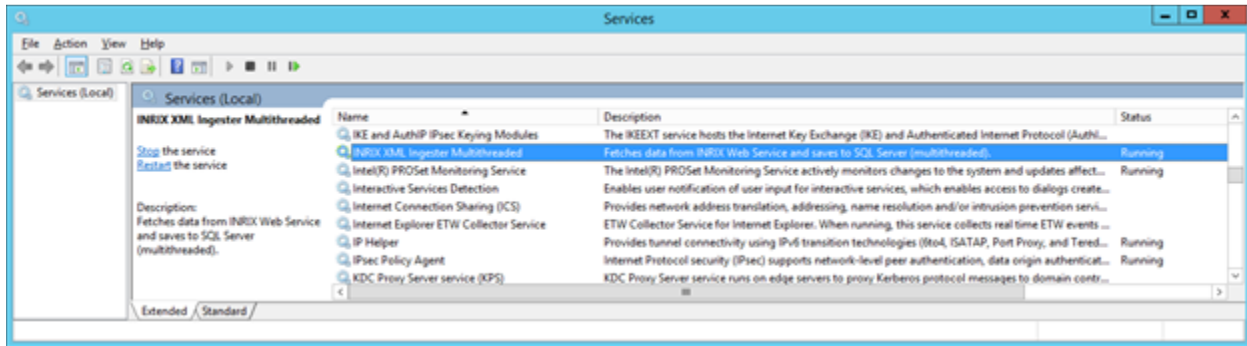 Services
File Action View Help
Services (Local)
Services (Local)
INRIX XML Ingester Multithreaded
Stop the service
Restart the service
Description:
Fetches data from INRIX Web Service
and saves to SQL Server
(multithreaded).
Name Description Status
IKE and AuthIP IPsec Keying Modules The IKEEXT service hosts the Internet Key Exchange (IKE) and Authenticated Internet Protocol (AuthI...
INRIX XML Ingester Multithreaded Fetches data from INRIX Web Service and saves to SQL Server (multithreaded). Running
Intel(R) PROSet Monitoring Service The Intel(R) PROSet Monitoring Service actively monitors changes to the system and updates affect... Running
Interactive Services Detection Enables user notification of user input for interactive services, which enables access to dialogs create...
Internet Connection Sharing (ICS) Provides network address translation, addressing, name resolution and/or intrusion prevention servi...
Internet Explorer ETW Collector Service ETW Collector Service for Internet Explorer. When running, this service collects real time ETW events ...
IP Helper Provides tunnel connectivity using IPv6 transition technologies (6to4, ISATAP, Port Proxy, and Tered... Running
IPsec Policy Agent Internet Protocol security (IPsec) supports network-level peer authentication, data origin authenticat... Running
KDC Proxy Server service (KPS) KDC Proxy Server service runs on edge servers to proxy Kerberos protocol messages to domain contr...
Extended Standard